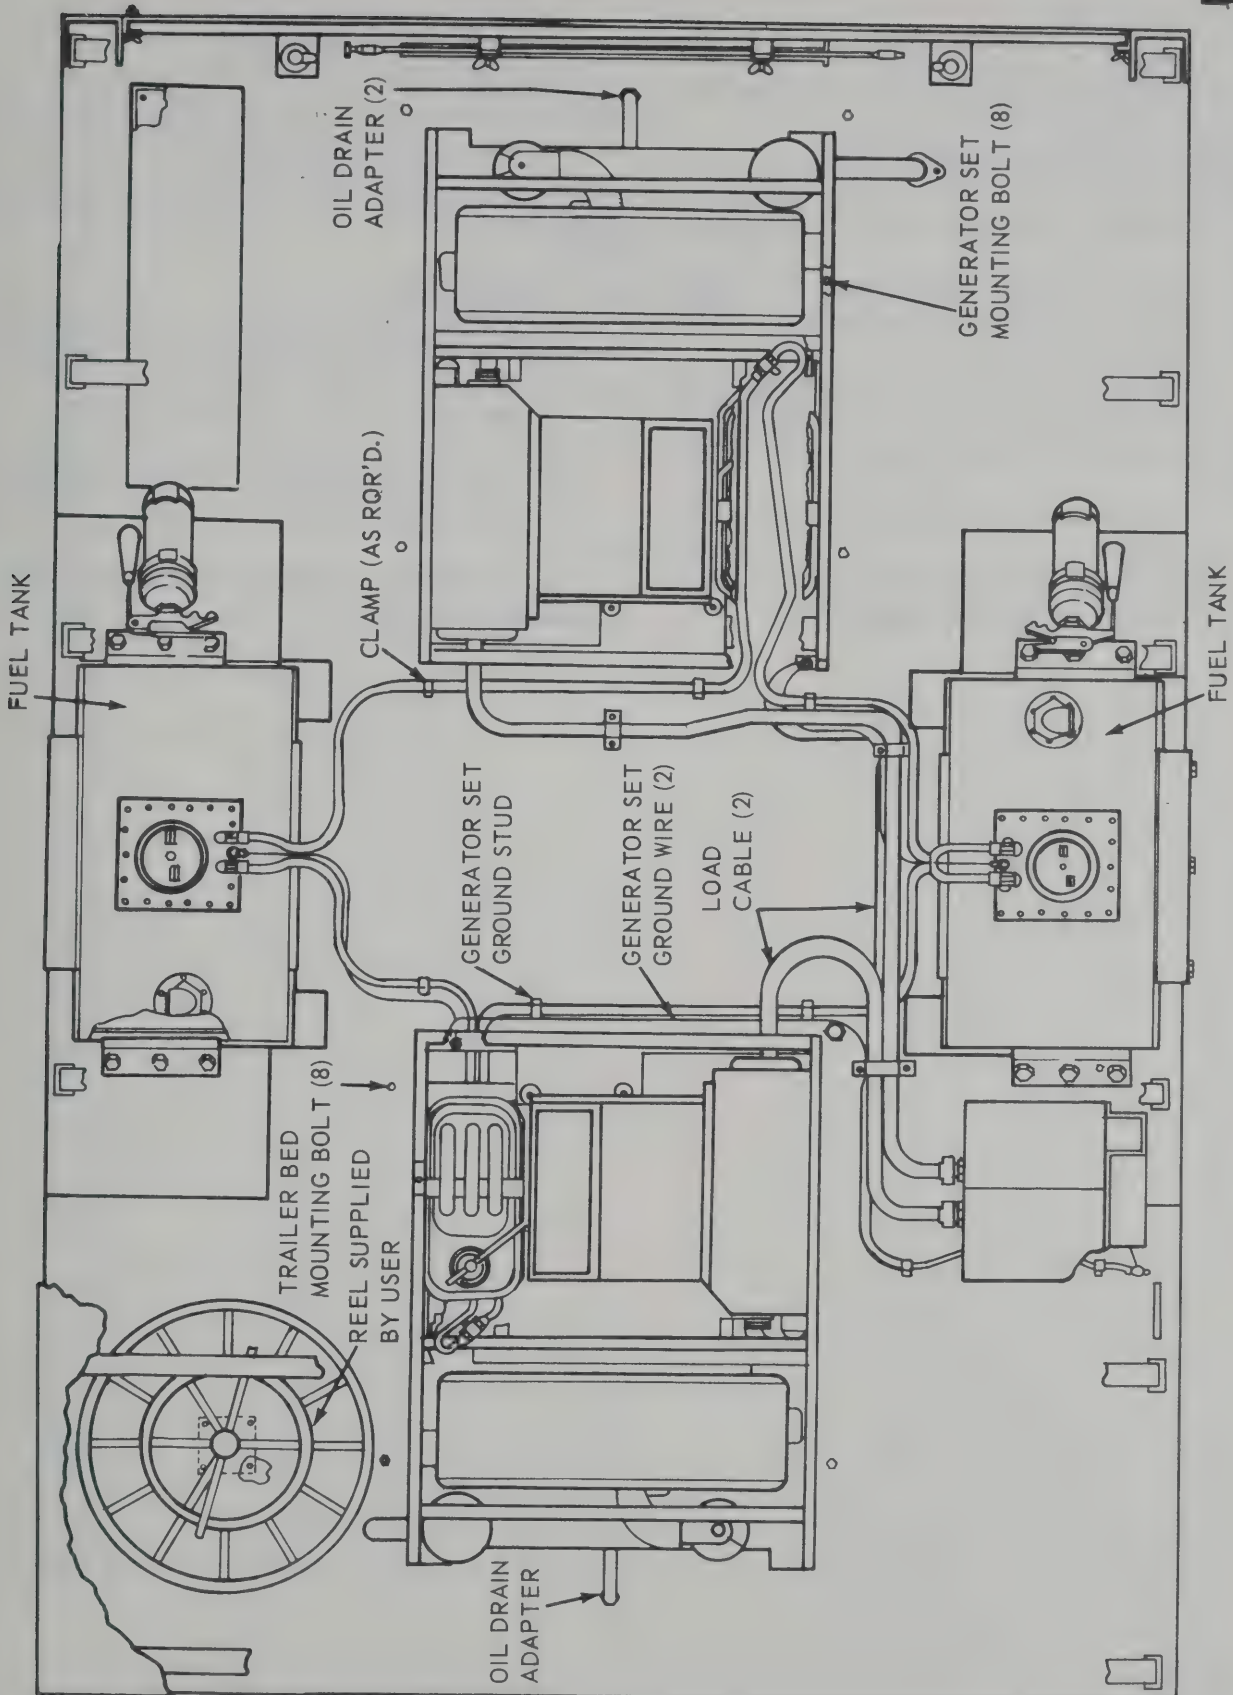 FUEL TANK
OIL DRAIN
ADAPTER (2)
CLAMP (AS RQR'D.)
GENERATOR SET
MOUNTING BOLT (8)
GENERATOR SET
GROUND STUD
GENERATOR SET
GROUND WIRE (2)
LOAD
CABLE (2)
FUEL TANK
TRAILER BED
MOUNTING BOLT (8)
REEL SUPPLIED
BY USER
OIL DRAIN
ADAPTER